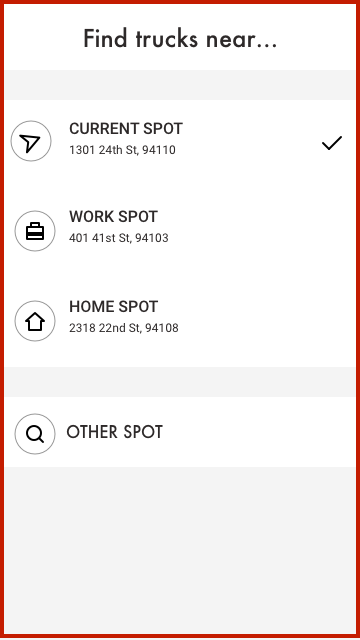 Find trucks near...
CURRENT SPOT
1301 24th St, 94110
WORK SPOT
401 41st St, 94103
HOME SPOT
2318 22nd St, 94108
OTHER SPOT